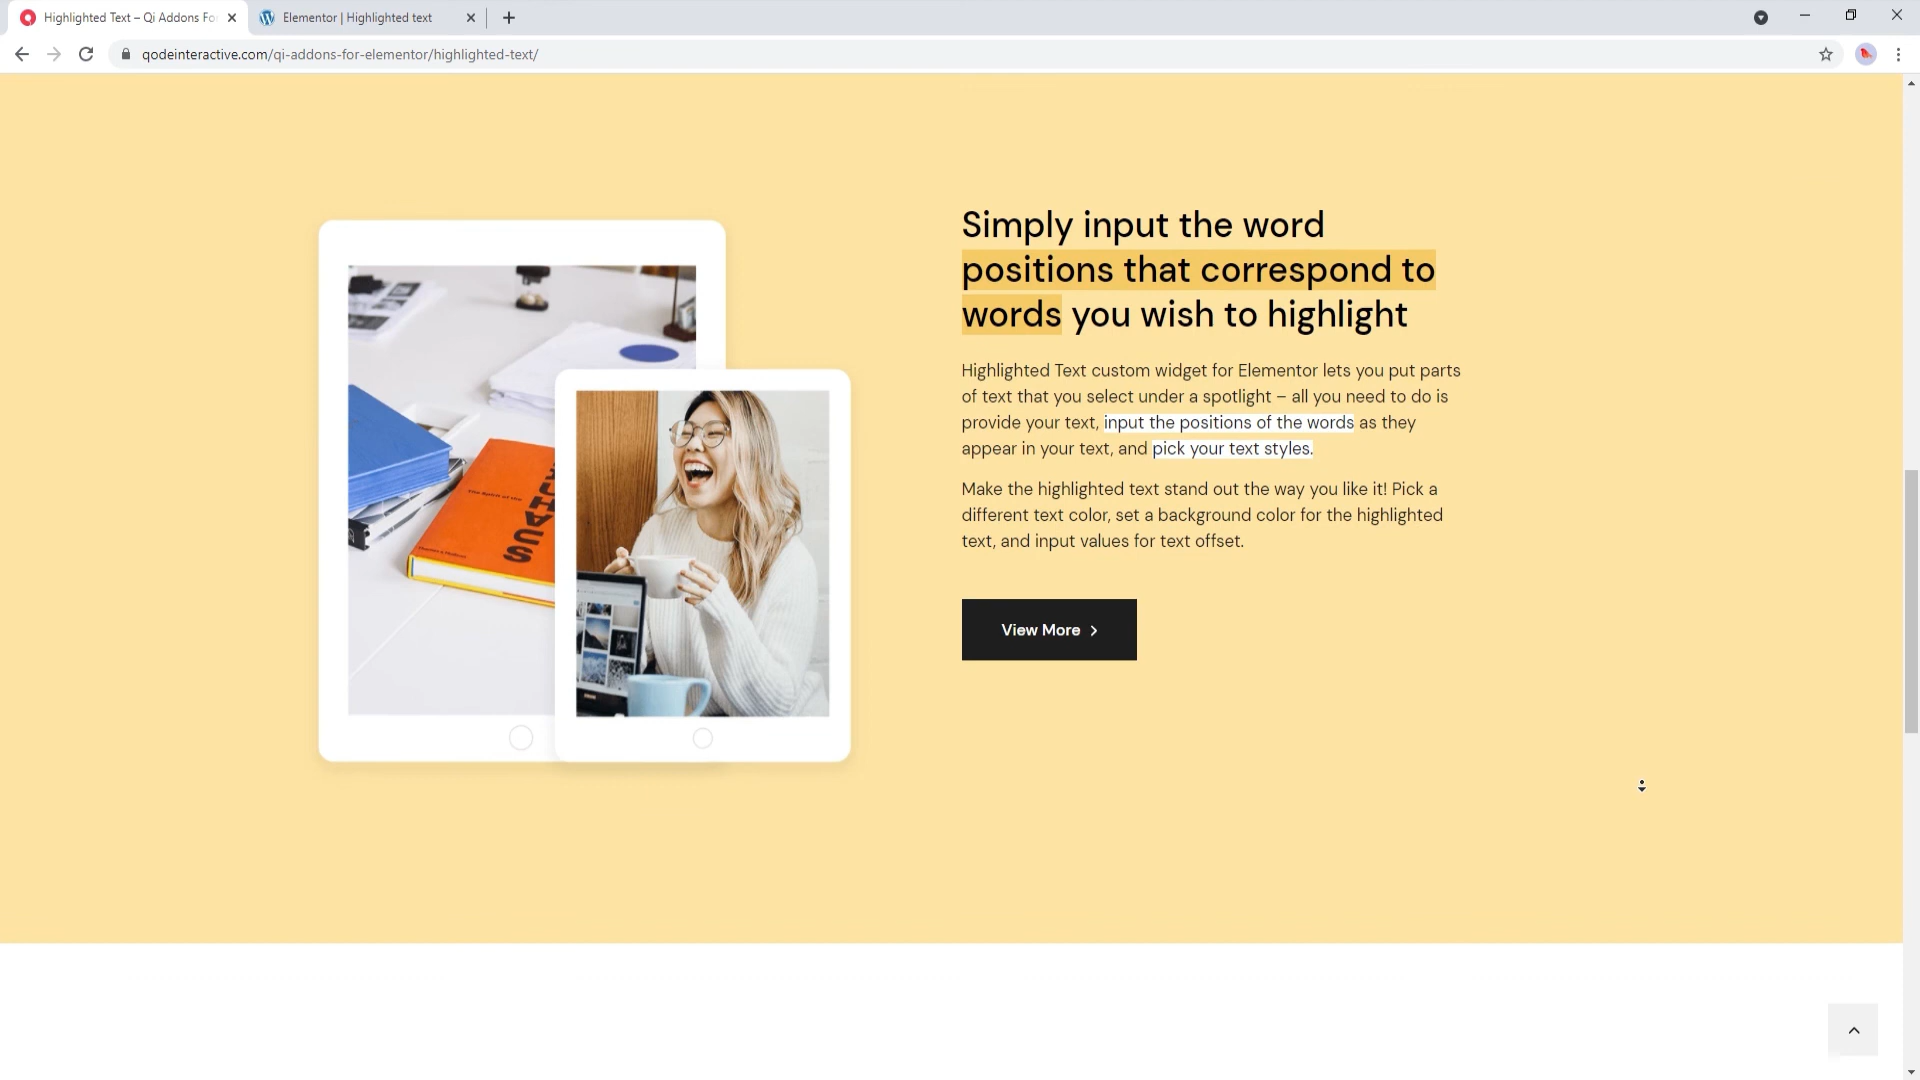 Highlighted Text – Qi Addons Fo
Elementor | Highlighted text
qodeinteractive.com/qi-addons-for-elementor/highlighted-text/
Simply input the word
positions that correspond to
words you wish to highlight
Highlighted Text custom widget for Elementor lets you put parts
of text that you select under a spotlight – all you need to do is
provide your text, input the positions of the words as they
appear in your text, and pick your text styles.
Make the highlighted text stand out the way you like it! Pick a
different text color, set a background color for the highlighted
text, and input values for text offset.
View More
The Spirit of the